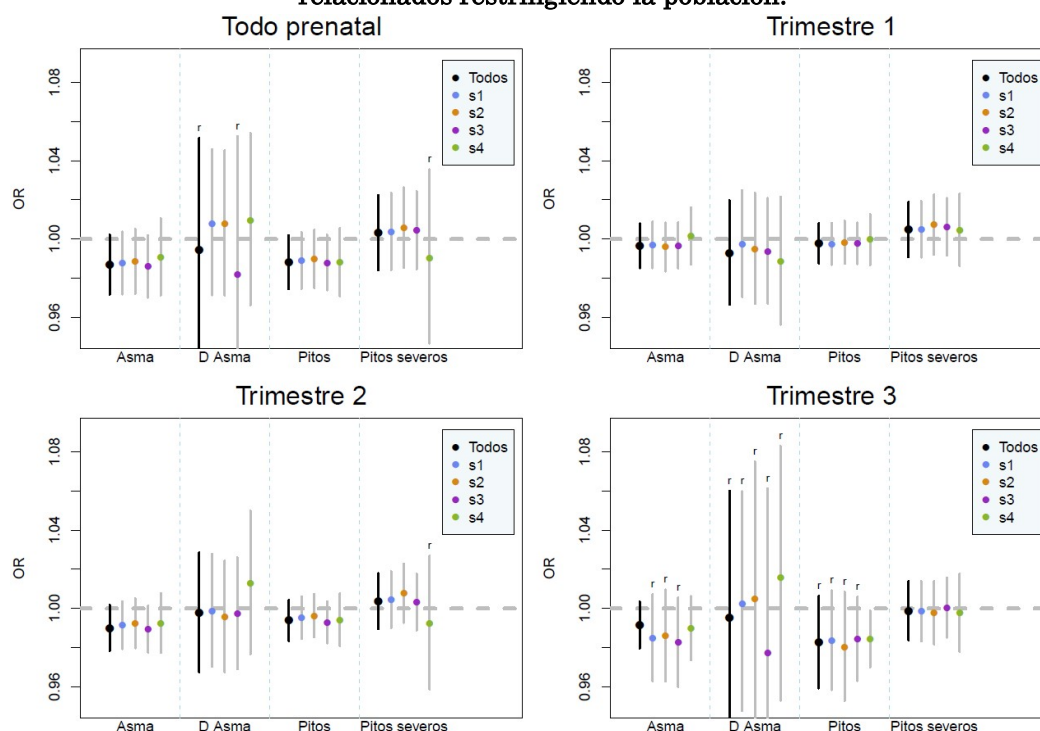 relacionados restringiendo la población.
Todo prenatal
OR
1.08
1.04
1.00
0.96
r
r
r
Todos
s1
s2
s3
s4
Asma
D Asma
Pitos
Pitos severos
Trimestre 1
OR
1.08
1.04
1.00
0.96
Todos
s1
s2
s3
s4
Asma
D Asma
Pitos
Pitos severos
Trimestre 2
OR
1.08
1.04
1.00
0.96
r
Todos
s1
s2
s3
s4
Asma
D Asma
Pitos
Pitos severos
Trimestre 3
OR
1.08
1.04
1.00
0.96
r
r
r
r
r
r
r
r
r
r
r
r
Todos
s1
s2
s3
s4
Asma
D Asma
Pitos
Pitos severos